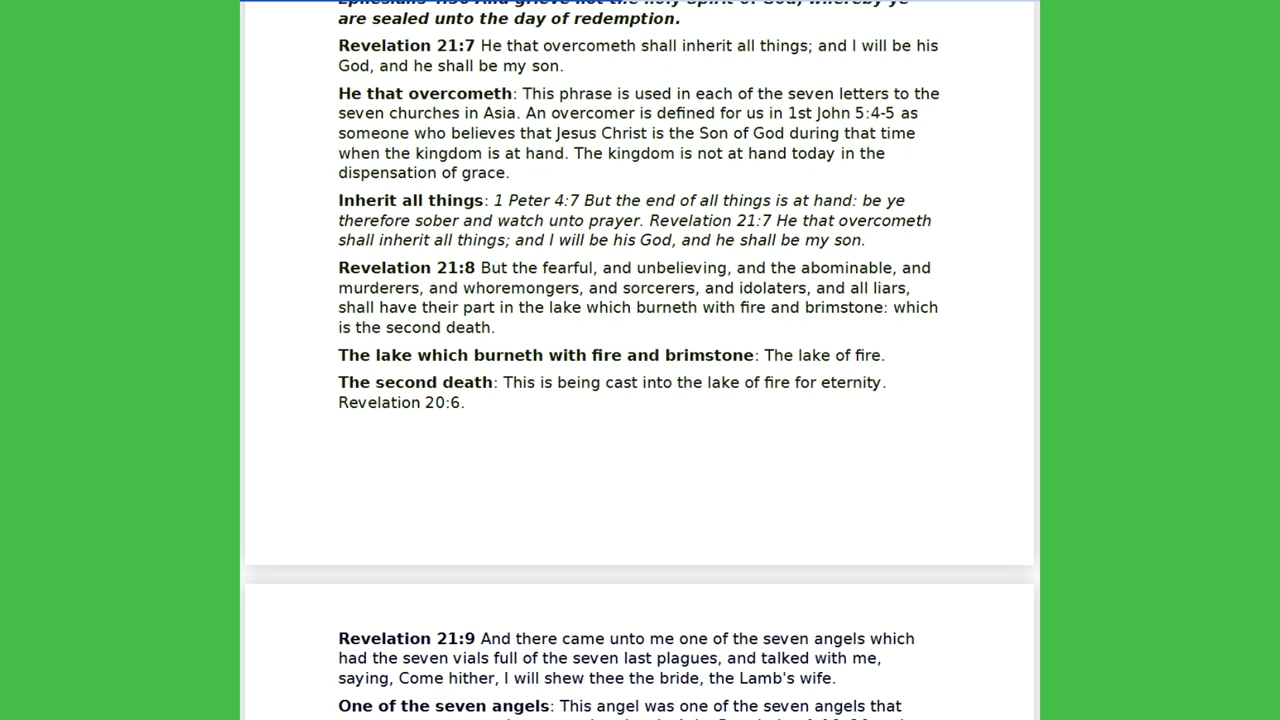 Ephesians 4:30 And grieve not the holy Spirit of God, whereby ye
are sealed unto the day of redemption.
Revelation 21:7 He that overcometh shall inherit all things; and I will be his
God, and he shall be my son.
He that overcometh: This phrase is used in each of the seven letters to the
seven churches in Asia. An overcomer is defined for us in 1st John 5:4-5 as
someone who believes that Jesus Christ is the Son of God during that time
when the kingdom is at hand. The kingdom is not at hand today in the
dispensation of grace.
Inherit all things: 1 Peter 4:7 But the end of all things is at hand: be ye
therefore sober and watch unto prayer. Revelation 21:7 He that overcometh
shall inherit all things; and I will be his God, and he shall be my son.
Revelation 21:8 But the fearful, and unbelieving, and the abominable, and
murderers, and whoremongers, and sorcerers, and idolaters, and all liars,
shall have their part in the lake which burneth with fire and brimstone: which
is the second death.
The lake which burneth with fire and brimstone: The lake of fire.
The second death: This is being cast into the lake of fire for eternity.
Revelation 20:6.
Revelation 21:9 And there came unto me one of the seven angels which
had the seven vials full of the seven last plagues, and talked with me,
saying, Come hither, I will shew thee the bride, the Lamb's wife.
One of the seven angels: This angel was one of the seven angels that